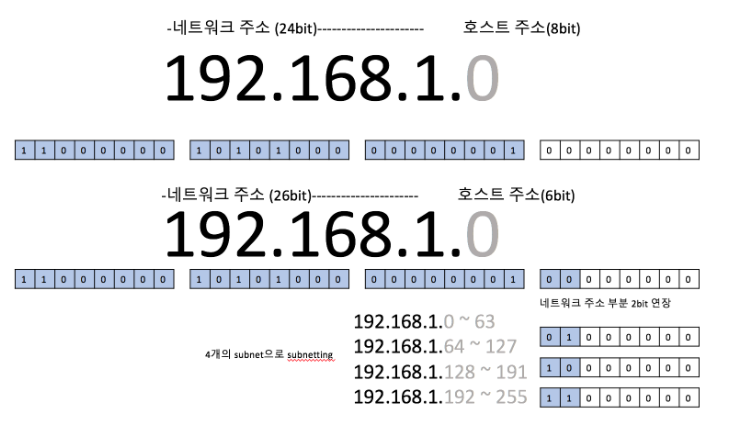 -네트워크 주소 (24bit)---------------------- 호스트 주소(8bit)
192.168.1.0
1 1 0 0 0 0 0 0 1 0 1 0 1 0 0 0 0 0 0 0 0 0 0 1 0 0 0 0 0 0 0 0
-네트워크 주소 (26bit)---------------------- 호스트 주소(6bit)
192.168.1.0
1 1 0 0 0 0 0 0 1 0 1 0 1 0 0 0 0 0 0 0 0 0 0 1 0 0 0 0 0 0 0 0
네트워크 주소 부분 2bit 연장
192.168.1.0 ~ 63
0 1 0 0 0 0 0 0
192.168.1.64 ~ 127
4개의 subnet으로 subnetting
192.168.1.128 ~ 191
1 0 0 0 0 0 0 0
192.168.1.192 ~ 255
1 1 0 0 0 0 0 0